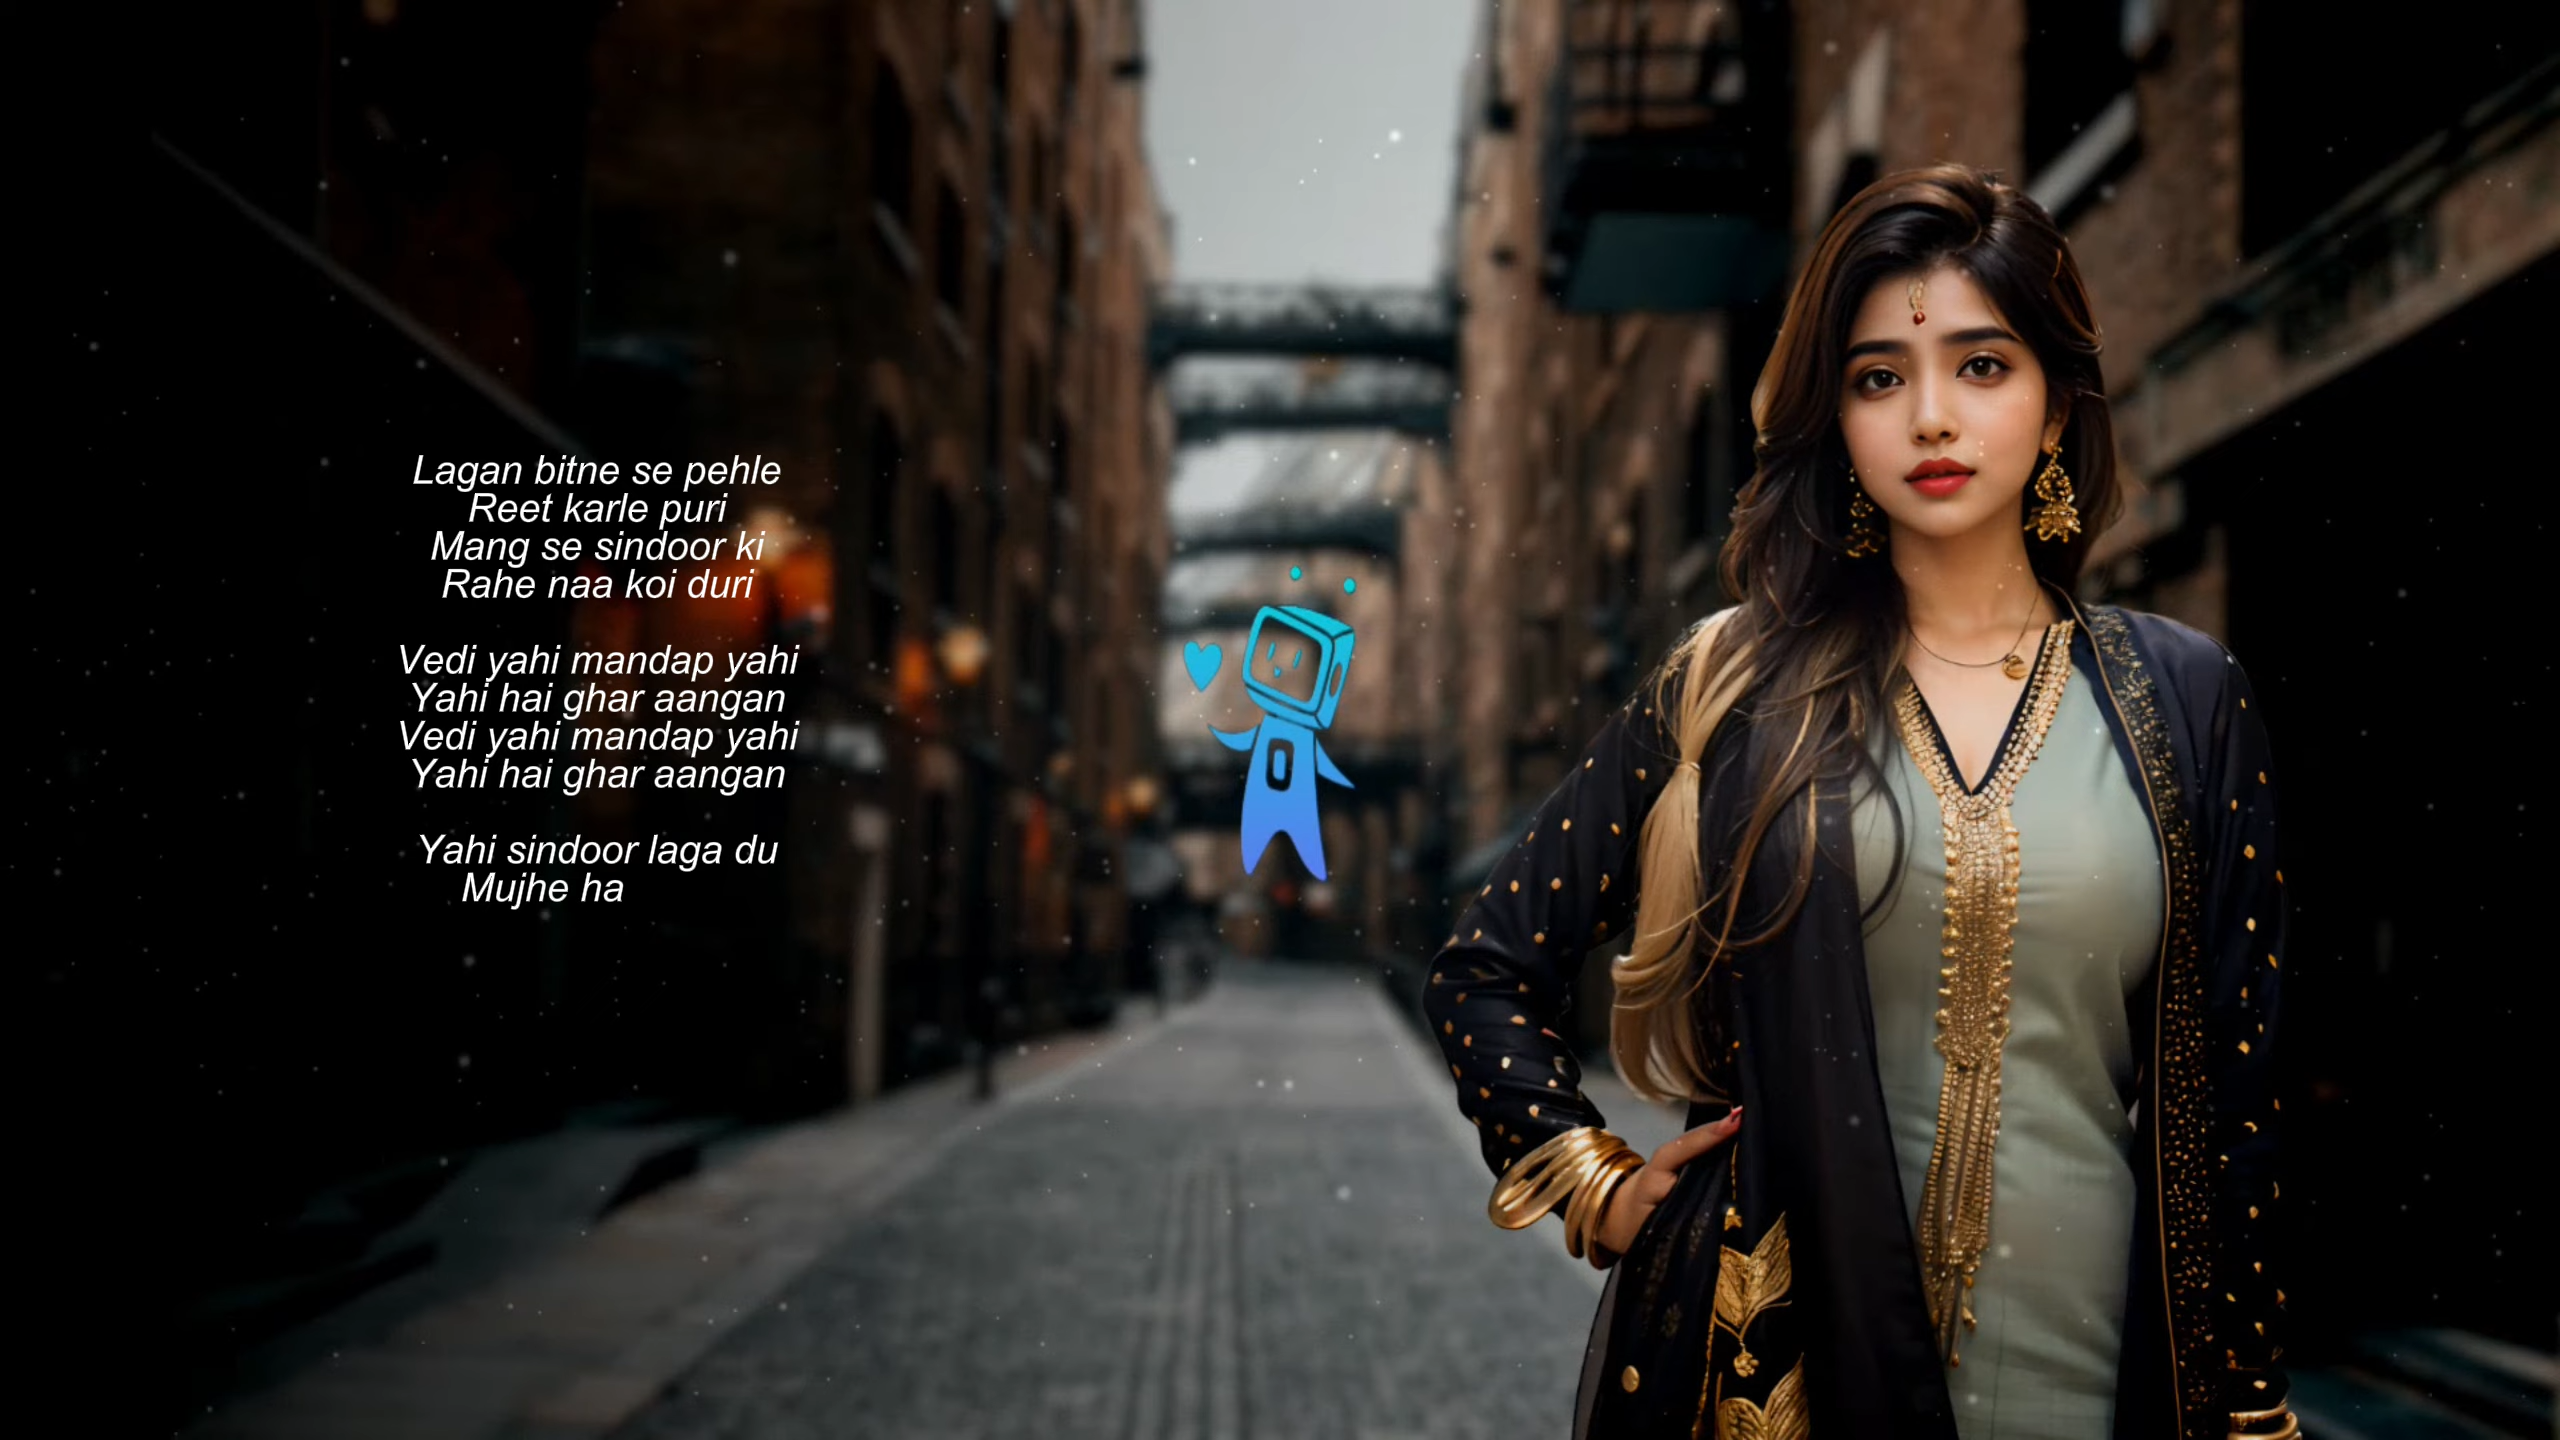 Lagan bitne se pehle
Reet karle puri
Mang se sindoor ki
Rahe naa koi duri
Vedi yahi mandap yahi
Yahi hai ghar aangan
Vedi yahi mandap yahi
Yahi hai ghar aangan
Yahi sindoor laga du
Mujhe ha